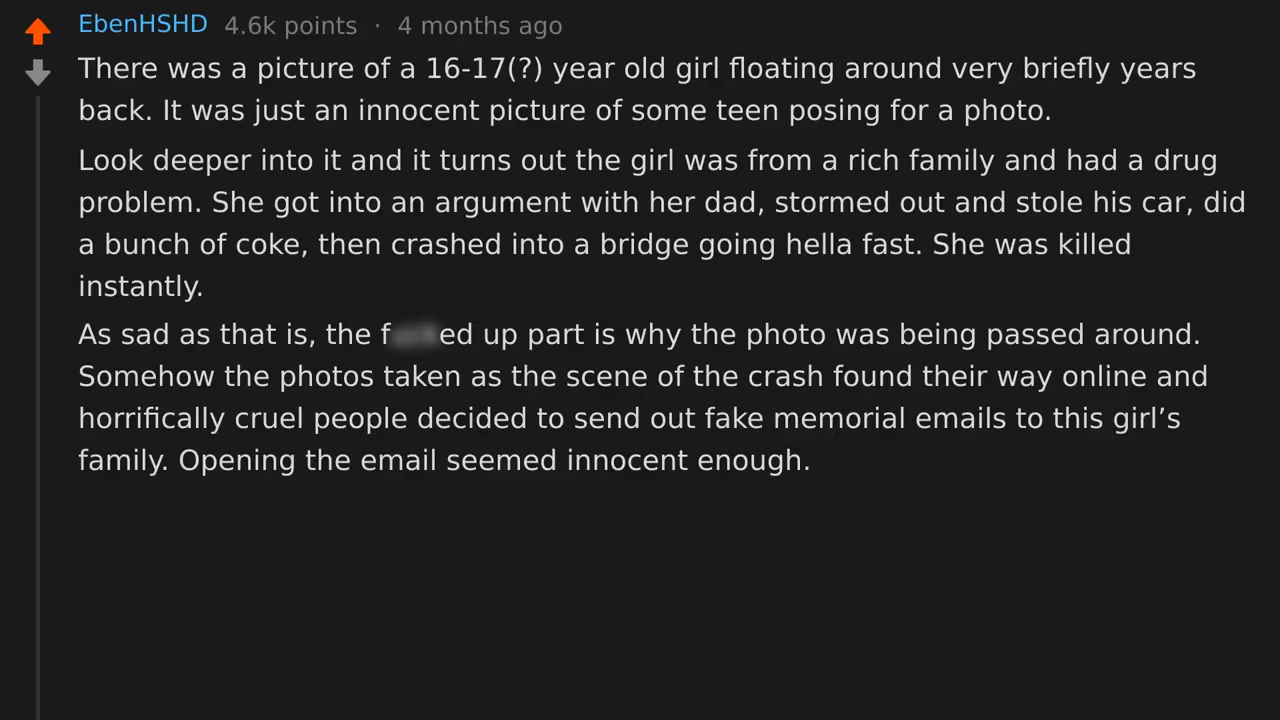 EbenHSHD 4.6k points · 4 months ago
There was a picture of a 16-17(?) year old girl floating around very briefly years
back. It was just an innocent picture of some teen posing for a photo.
Look deeper into it and it turns out the girl was from a rich family and had a drug
problem. She got into an argument with her dad, stormed out and stole his car, did
a bunch of coke, then crashed into a bridge going hella fast. She was killed
instantly.
As sad as that is, the f ed up part is why the photo was being passed around.
Somehow the photos taken as the scene of the crash found their way online and
horrifically cruel people decided to send out fake memorial emails to this girl’s
family. Opening the email seemed innocent enough.